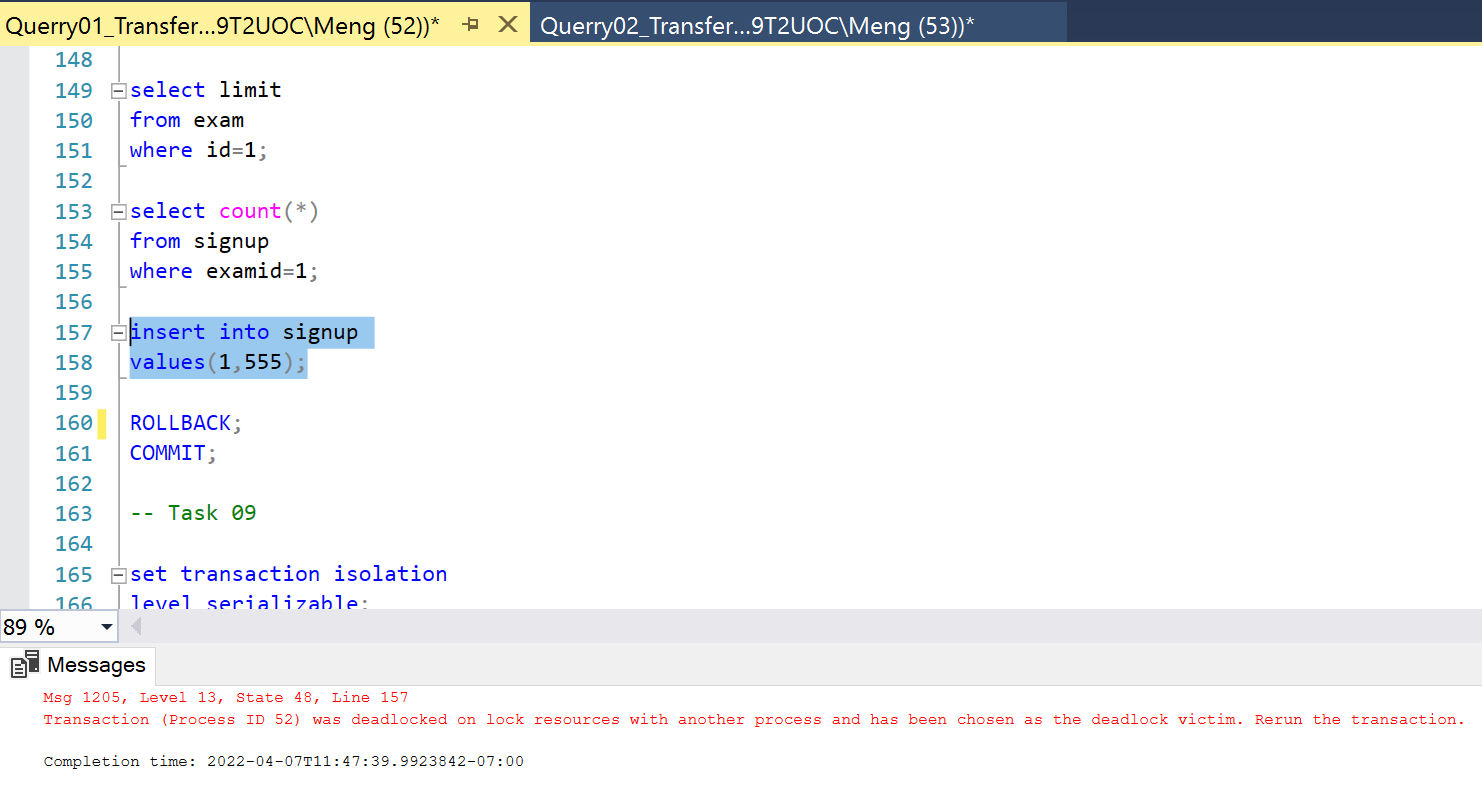 Querry01_Transfer...9T2UOC\Meng (52))*
Querry02_Transfer...9T2UOC\Meng (53))*
148
149 select limit
150 from exam
151 where id=1;
152
153 select count(*)
154 from signup
155 where examid=1;
156
157 insert into signup
158 values(1,555);
159
160 ROLLBACK;
161 COMMIT;
162
163 -- Task 09
164
165 set transaction isolation
166 level serializable;
89 %
Messages
Msg 1205, Level 13, State 48, Line 157
Transaction (Process ID 52) was deadlocked on lock resources with another process and has been chosen as the deadlock victim. Rerun the transaction.
Completion time: 2022-04-07T11:47:39.9923842-07:00